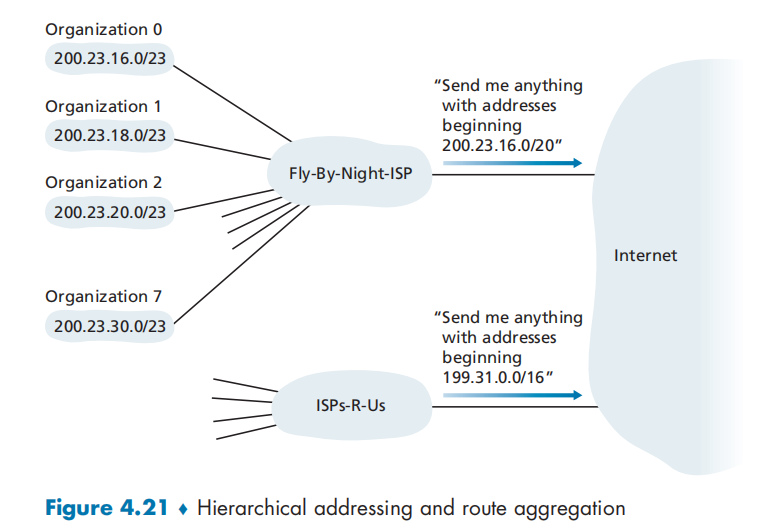 Organization 0
200.23.16.0/23
Organization 1
200.23.18.0/23
Organization 2
200.23.20.0/23
Organization 7
200.23.30.0/23
Fly-By-Night-ISP
“Send me anything
with addresses
beginning
200.23.16.0/20”
Internet
“Send me anything
with addresses
beginning
199.31.0.0/16”
ISPs-R-Us
Figure 4.21 ♦ Hierarchical addressing and route aggregation